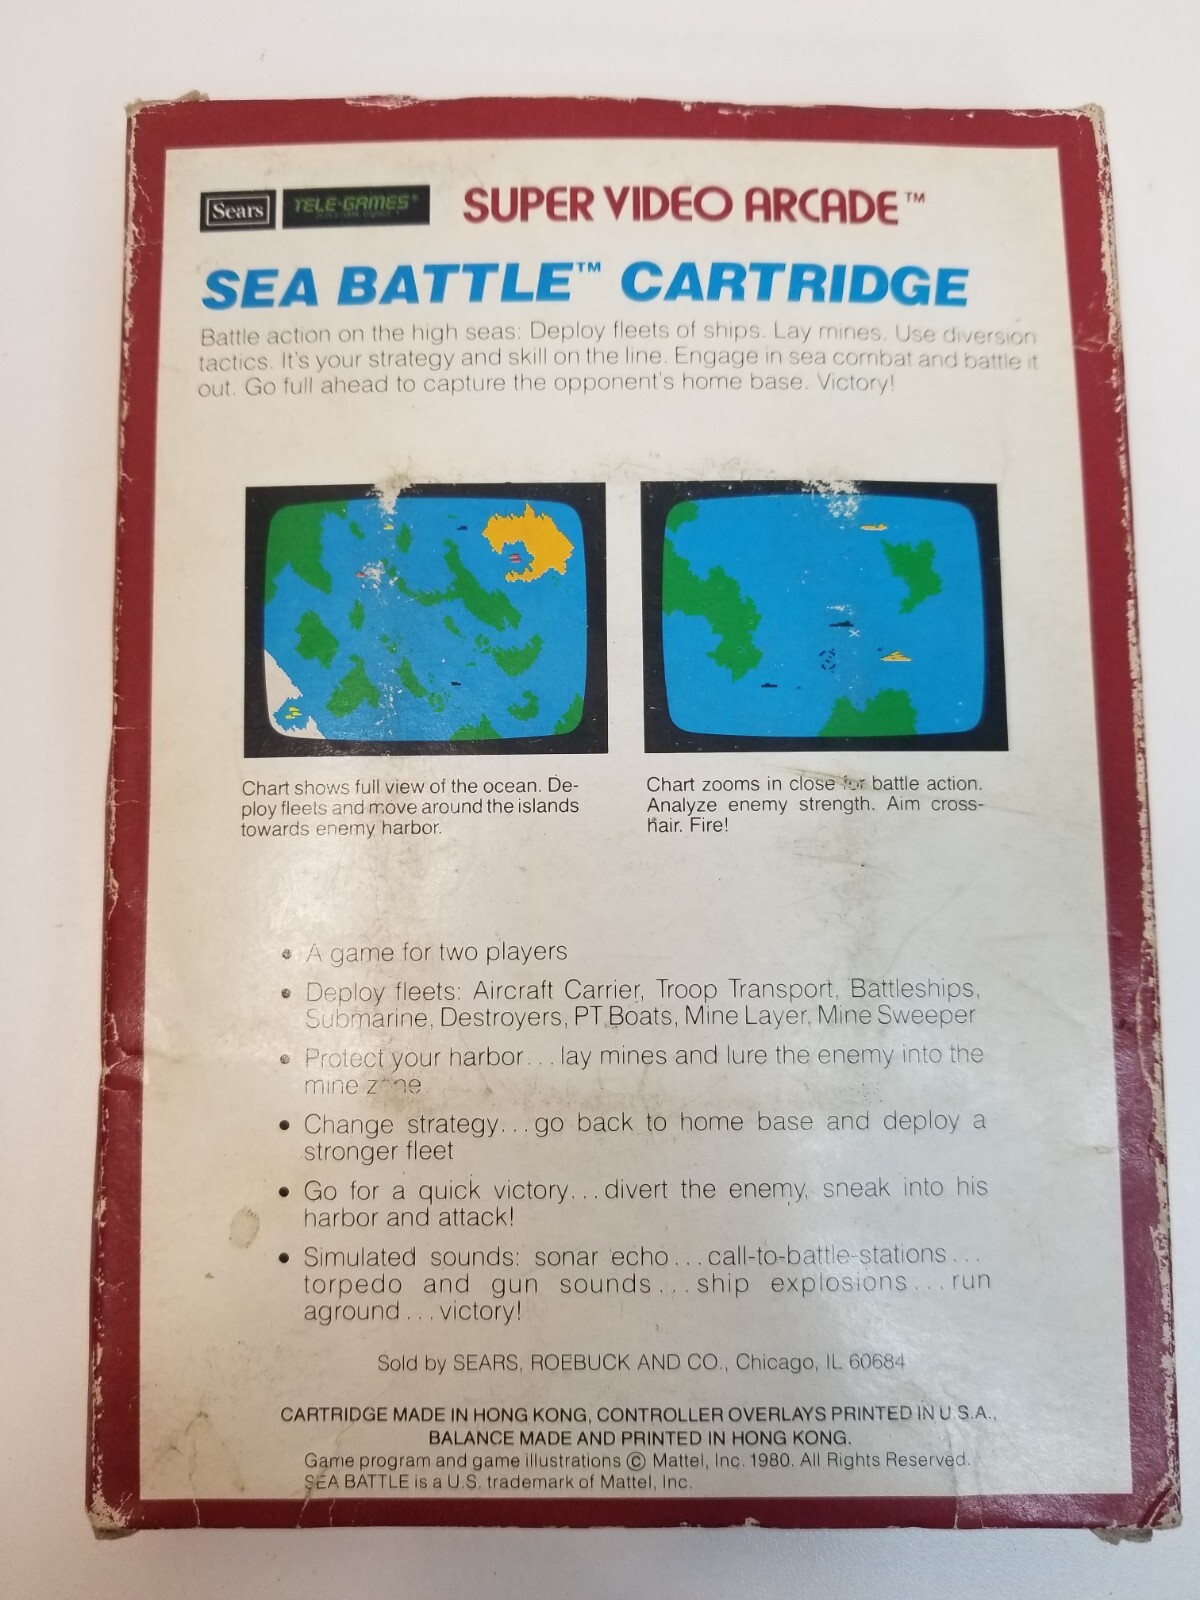 Sears TELE-GAMES® SUPER VIDEO ARCADE™
SEA BATTLE™ CARTRIDGE
Battle action on the high seas: Deploy fleets of ships. Lay mines. Use diversion
tactics. It's your strategy and skill on the line. Engage in sea combat and battle it
out. Go full ahead to capture the opponent's home base. Victory!
Chart shows full view of the ocean. De-
ploy fleets and move around the islands
towards enemy harbor.
Chart zooms in close for battle action.
Analyze enemy strength. Aim cross-
hair. Fire!
• A game for two players
• Deploy fleets: Aircraft Carrier, Troop Transport, Battleships,
Submarine, Destroyers, PT Boats, Mine Layer, Mine Sweeper
• Protect your harbor...lay mines and lure the enemy into the
mine zone
• Change strategy...go back to home base and deploy a
stronger fleet
• Go for a quick victory...divert the enemy, sneak into his
harbor and attack!
• Simulated sounds: sonar echo...call-to-battle-stations...
torpedo and gun sounds...ship explosions...run
aground...victory!
Sold by SEARS, ROEBUCK AND CO., Chicago, IL 60684
CARTRIDGE MADE IN HONG KONG, CONTROLLER OVERLAYS PRINTED IN U.S.A.,
BALANCE MADE AND PRINTED IN HONG KONG.
Game program and game illustrations © Mattel, Inc. 1980. All Rights Reserved.
SEA BATTLE is a U.S. trademark of Mattel, Inc.